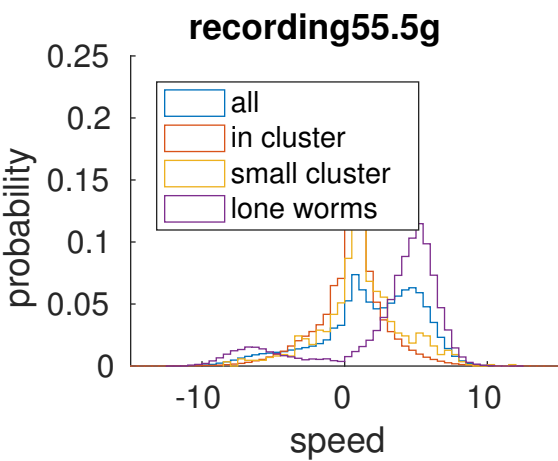 recording55.5g
0.25
0.2
0.15
0.1
0.05
0
probability
all
in cluster
small cluster
lone worms
-10
0
10
speed